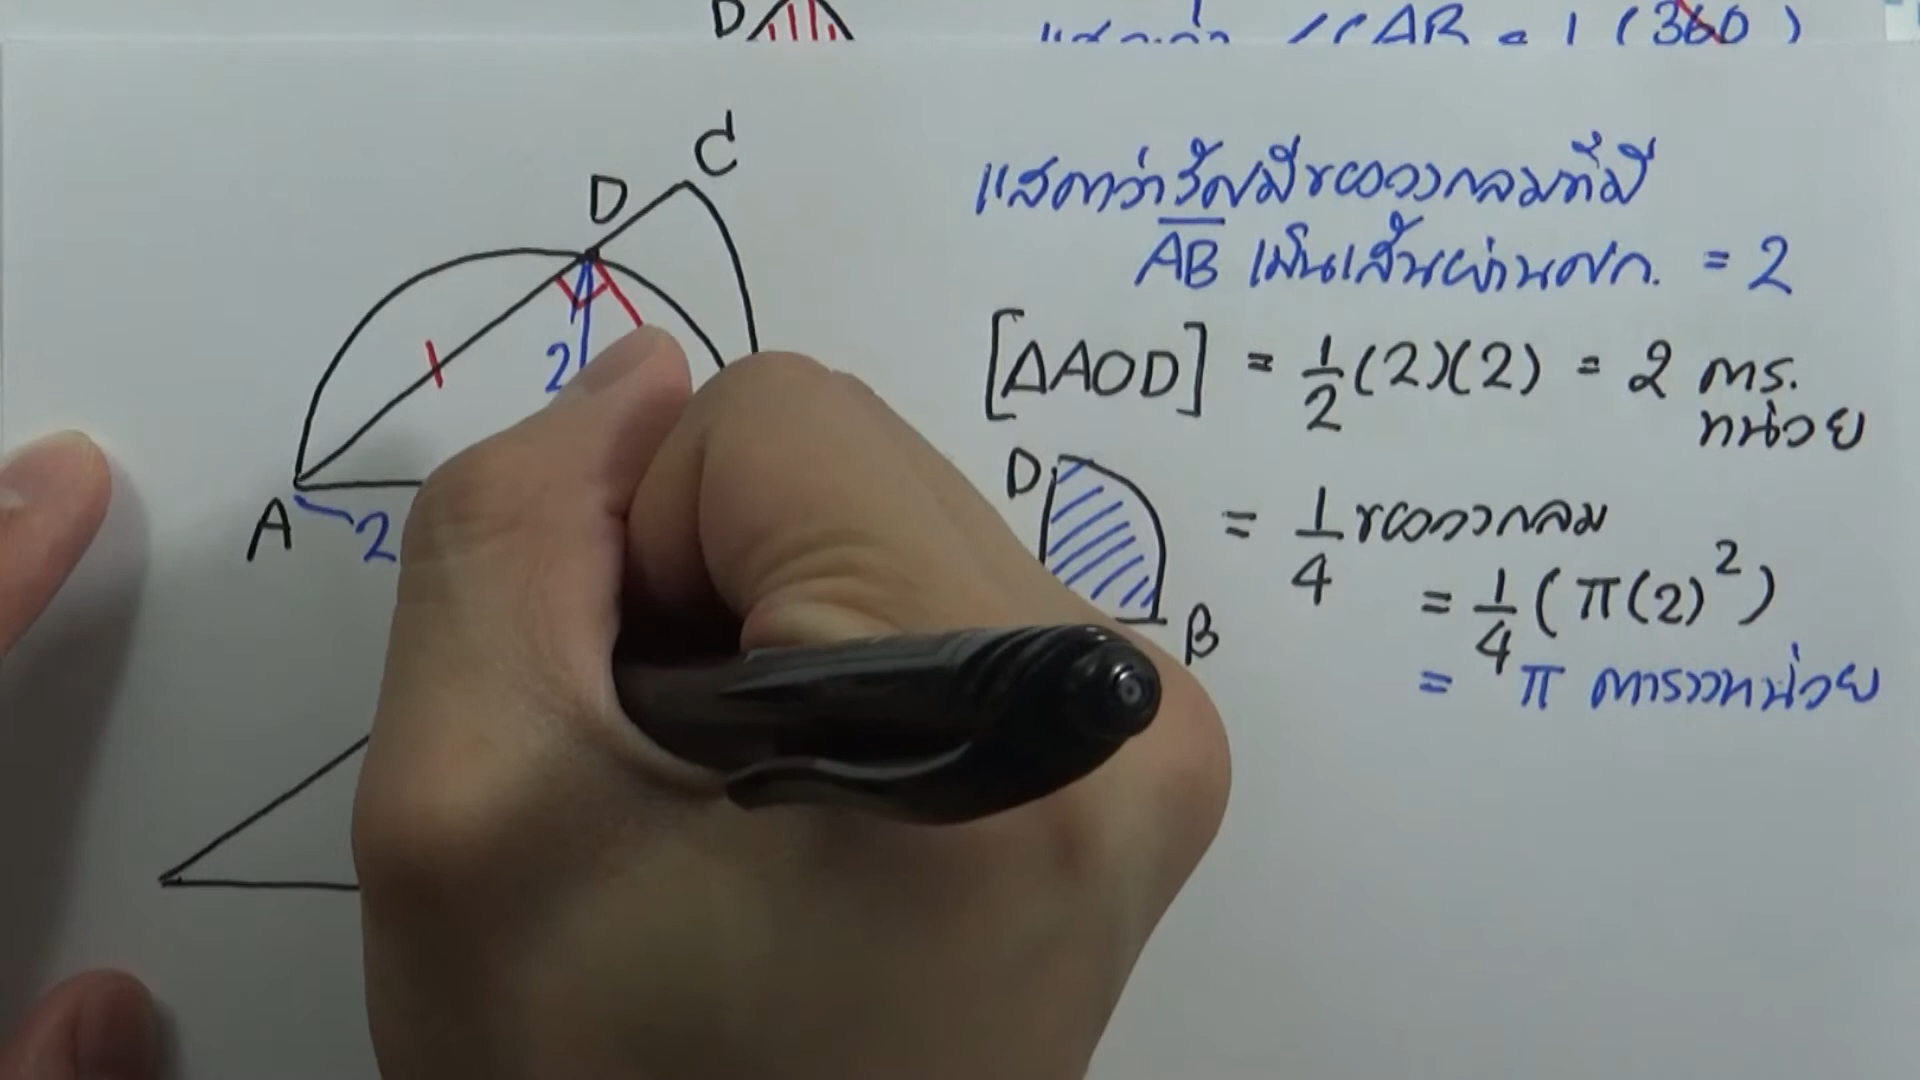 D
AB = 1 (360)
C
D
2
A
2
แสดงว่ารัศมีของวงกลมที่มี
AB เป็นเส้นผ่านศก. = 2
[ΔAOD] = 1/2 (2)(2) = 2 ตร.
หน่วย
D
B
= 1/4 ของวงกลม
= 1/4 (π(2)²)
= π ตารางหน่วย